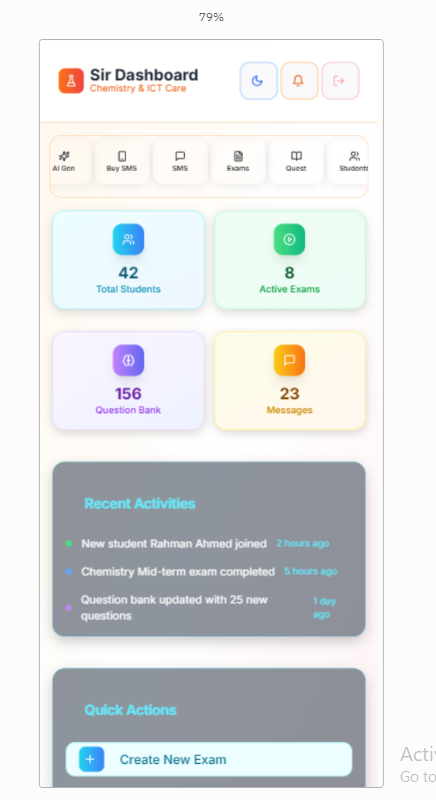 79%
Sir Dashboard
Chemistry & ICT Care
AI Gen
Buy SMS
SMS
Exams
Quest
Students
42
Total Students
8
Active Exams
156
Question Bank
23
Messages
Recent Activities
New student Rahman Ahmed joined 2 hours ago
Chemistry Mid-term exam completed 5 hours ago
Question bank updated with 25 new
questions
1 day
ago
Quick Actions
Create New Exam
Activ
Go to